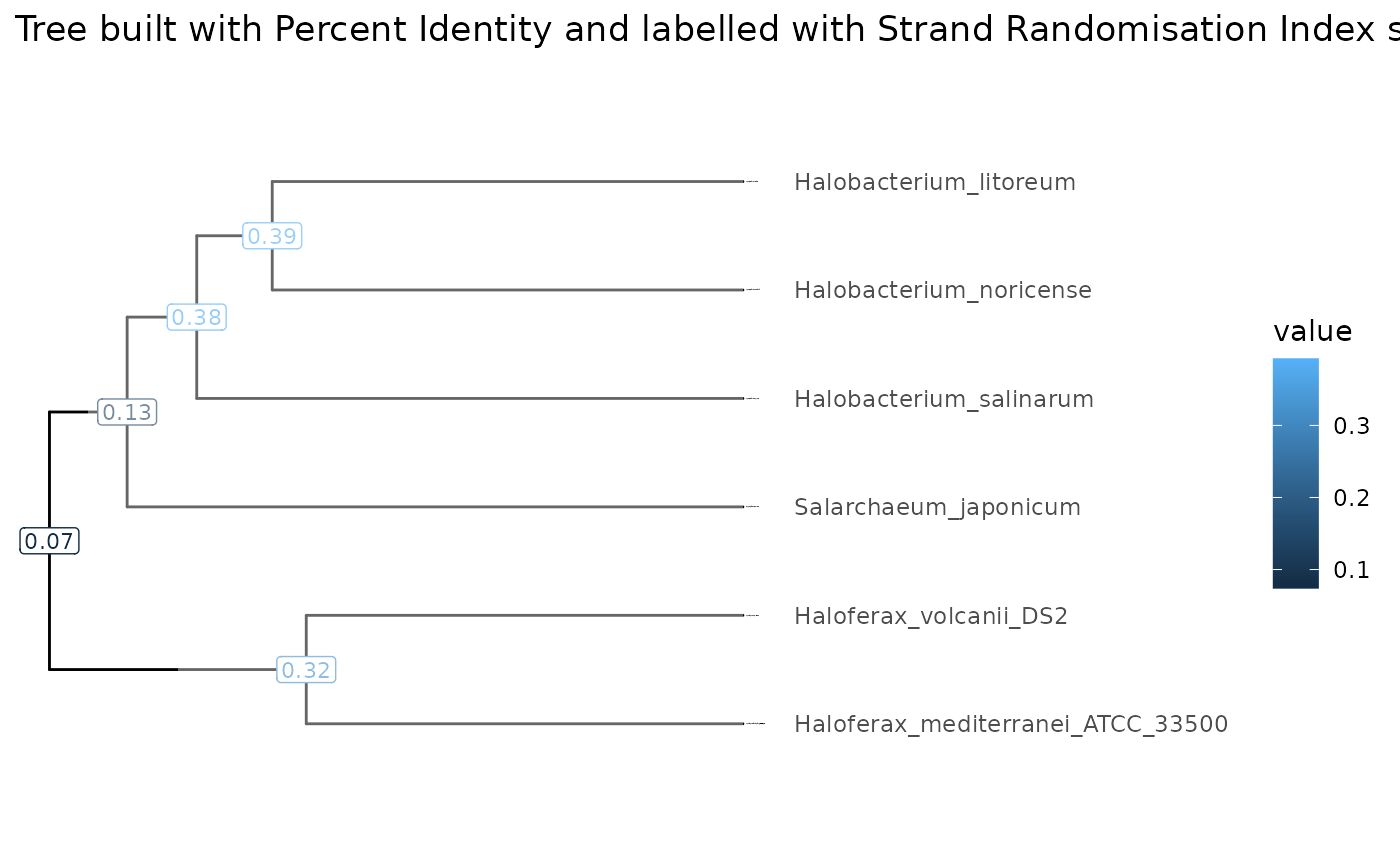 Tree built with Percent Identity and labelled with Strand Randomisation Index s
Halobacterium_litoreum
0.39
Halobacterium_noricense
0.38
value
Halobacterium_salinarum
0.3
0.13
0.2
Salarchaeum_japonicum
0.07
0.1
Haloferax_volcanii_DS2
0.32
Haloferax_mediterranei_ATCC_33500